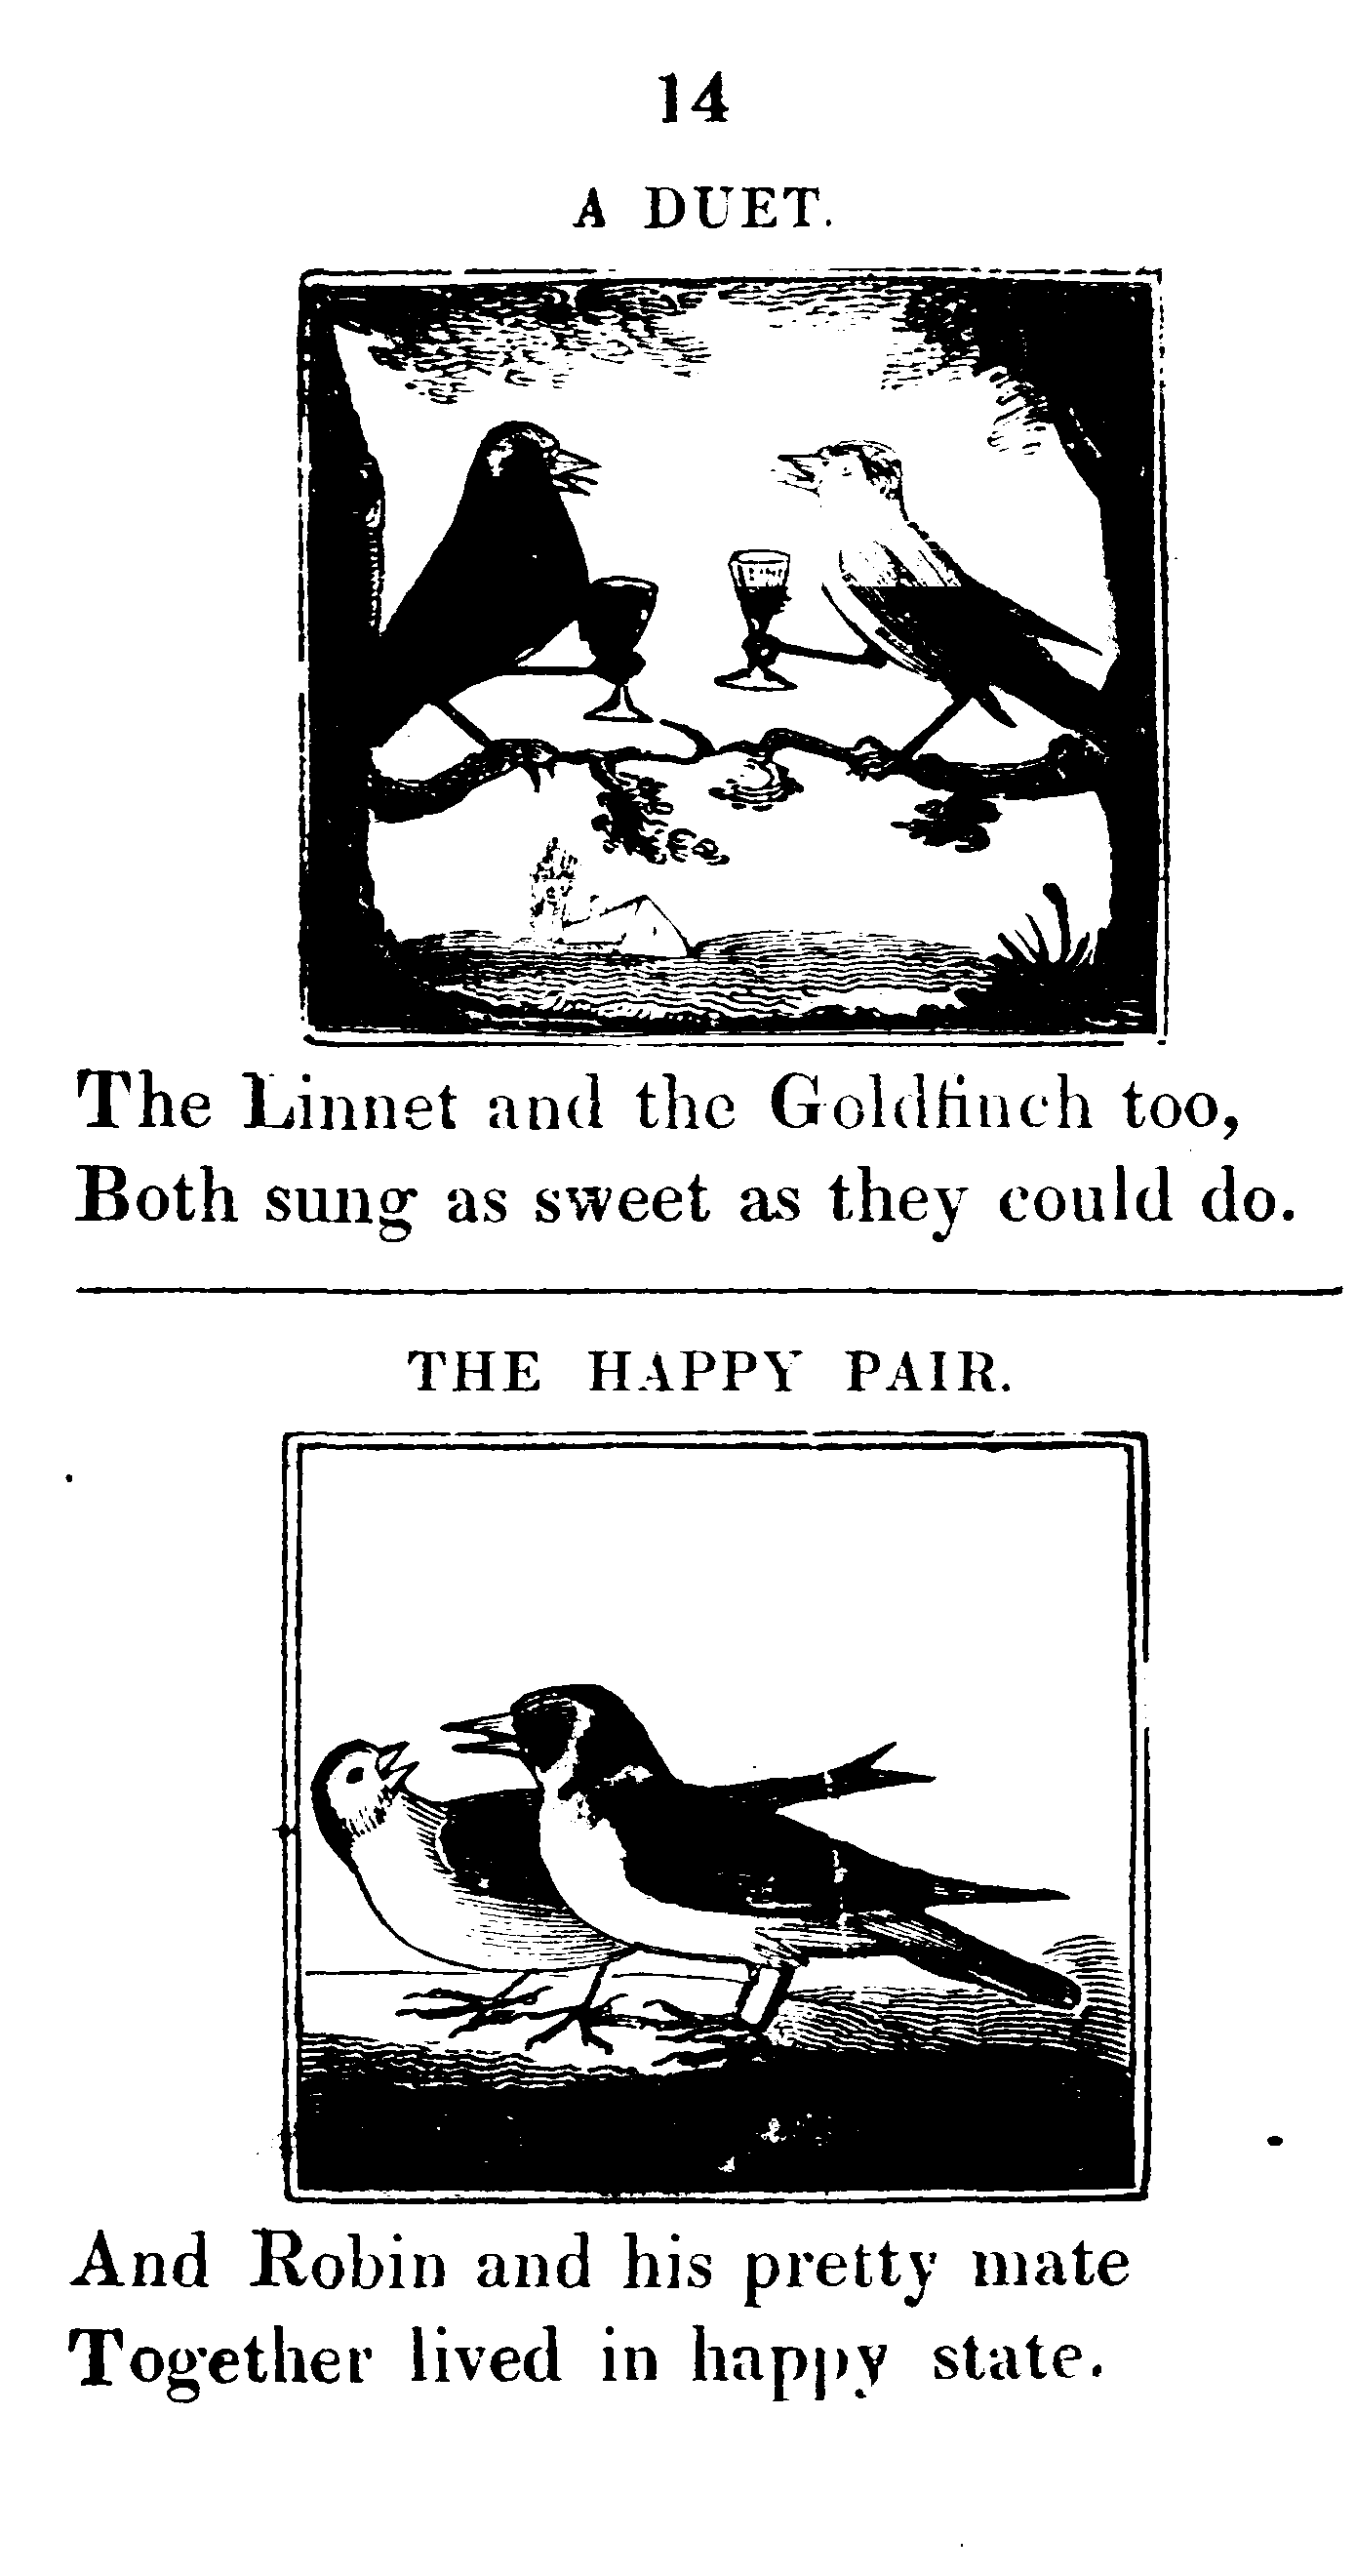 14
A DUET.
The Linnet and the Goldfinch too,
Both sung as sweet as they could do.
THE HAPPY PAIR.
And Robin and his pretty mate
Together lived in happy state.